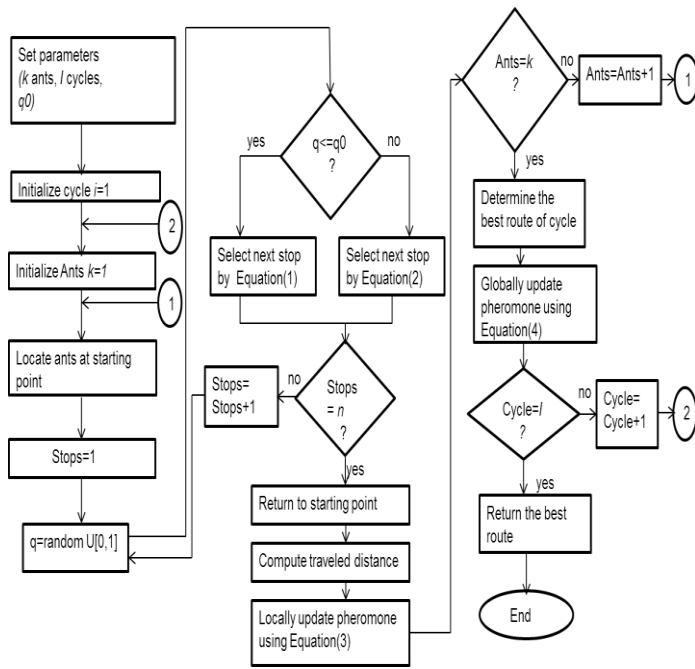 Set parameters
(k ants, I cycles,
q0)
Initialize cycle i=1
2
Initialize Ants k=1
1
Locate ants at starting
point
Stops=1
q=random U[0,1]
q<=q0
?
yes
no
Select next stop
by Equation(1)
Select next stop
by Equation(2)
Stops
= n
?
no
Stops=
Stops+1
yes
Return to starting point
Compute traveled distance
Locally update pheromone
using Equation(3)
Ants=k
?
no
Ants=Ants+1
1
yes
Determine the
best route of cycle
Globally update
pheromone using
Equation(4)
Cycle=I
?
no
Cycle=
Cycle+1
2
yes
Return the best
route
End